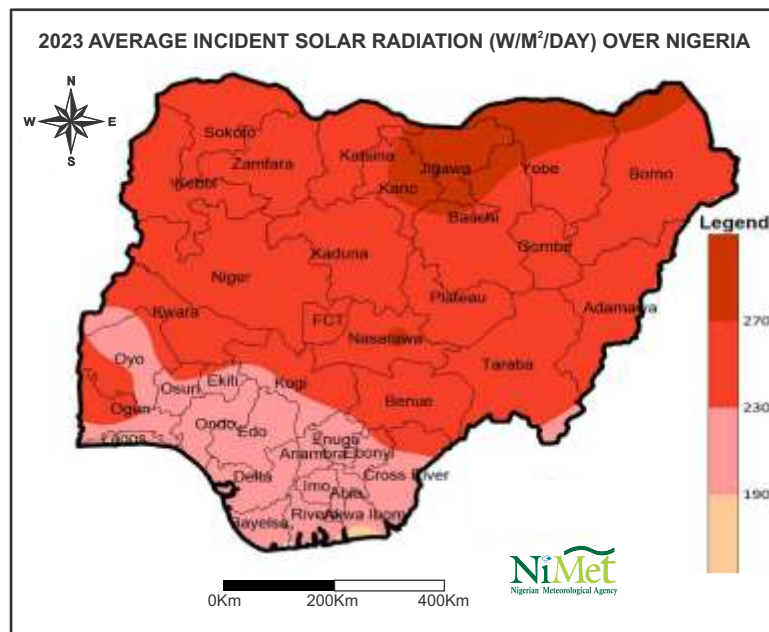 2023 AVERAGE INCIDENT SOLAR RADIATION (W/M²/DAY) OVER NIGERIA
N
W E
S
Sokoto
Zamfara
Katsina
Jigawa
Yobe
Borno
Kebbi
Kano
Bauchi
Gombe
Kaduna
Niger
Plateau
Adamawa
Kwara
FCT
Nasarawa
Taraba
Oyo
Osun
Ekiti
Kogi
Benue
Ogun
Ondo
Edo
Enugu
Lagos
Anambra
Ebonyi
Delta
Imo
Abia
Cross River
Bayelsa
Rivers
Akwa Ibom
Legend
270
230
190
0Km 200Km 400Km
NiMet
Nigerian Meteorological Agency